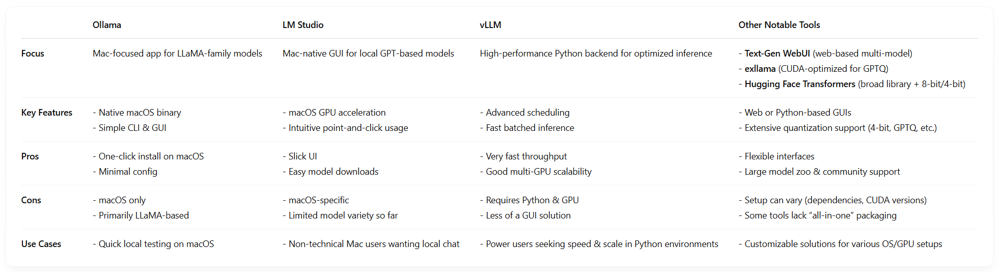 Ollama LM Studio vLLM Other Notable Tools
Focus Mac-focused app for LLaMA-family models Mac-native GUI for local GPT-based models High-performance Python backend for optimized inference - Text-Gen WebUI (web-based multi-model)
- exllama (CUDA-optimized for GPTQ)
- Hugging Face Transformers (broad library + 8-bit/4-bit)
Key Features - Native macOS binary - macOS GPU acceleration - Advanced scheduling - Web or Python-based GUIs
- Simple CLI & GUI - Intuitive point-and-click usage - Fast batched inference - Extensive quantization support (4-bit, GPTQ, etc.)
Pros - One-click install on macOS - Slick UI - Very fast throughput - Flexible interfaces
- Minimal config - Easy model downloads - Good multi-GPU scalability - Large model zoo & community support
Cons - macOS only - macOS-specific - Requires Python & GPU - Setup can vary (dependencies, CUDA versions)
- Primarily LLaMA-based - Limited model variety so far - Less of a GUI solution - Some tools lack “all-in-one” packaging
Use Cases - Quick local testing on macOS - Non-technical Mac users wanting local chat - Power users seeking speed & scale in Python environments - Customizable solutions for various OS/GPU setups